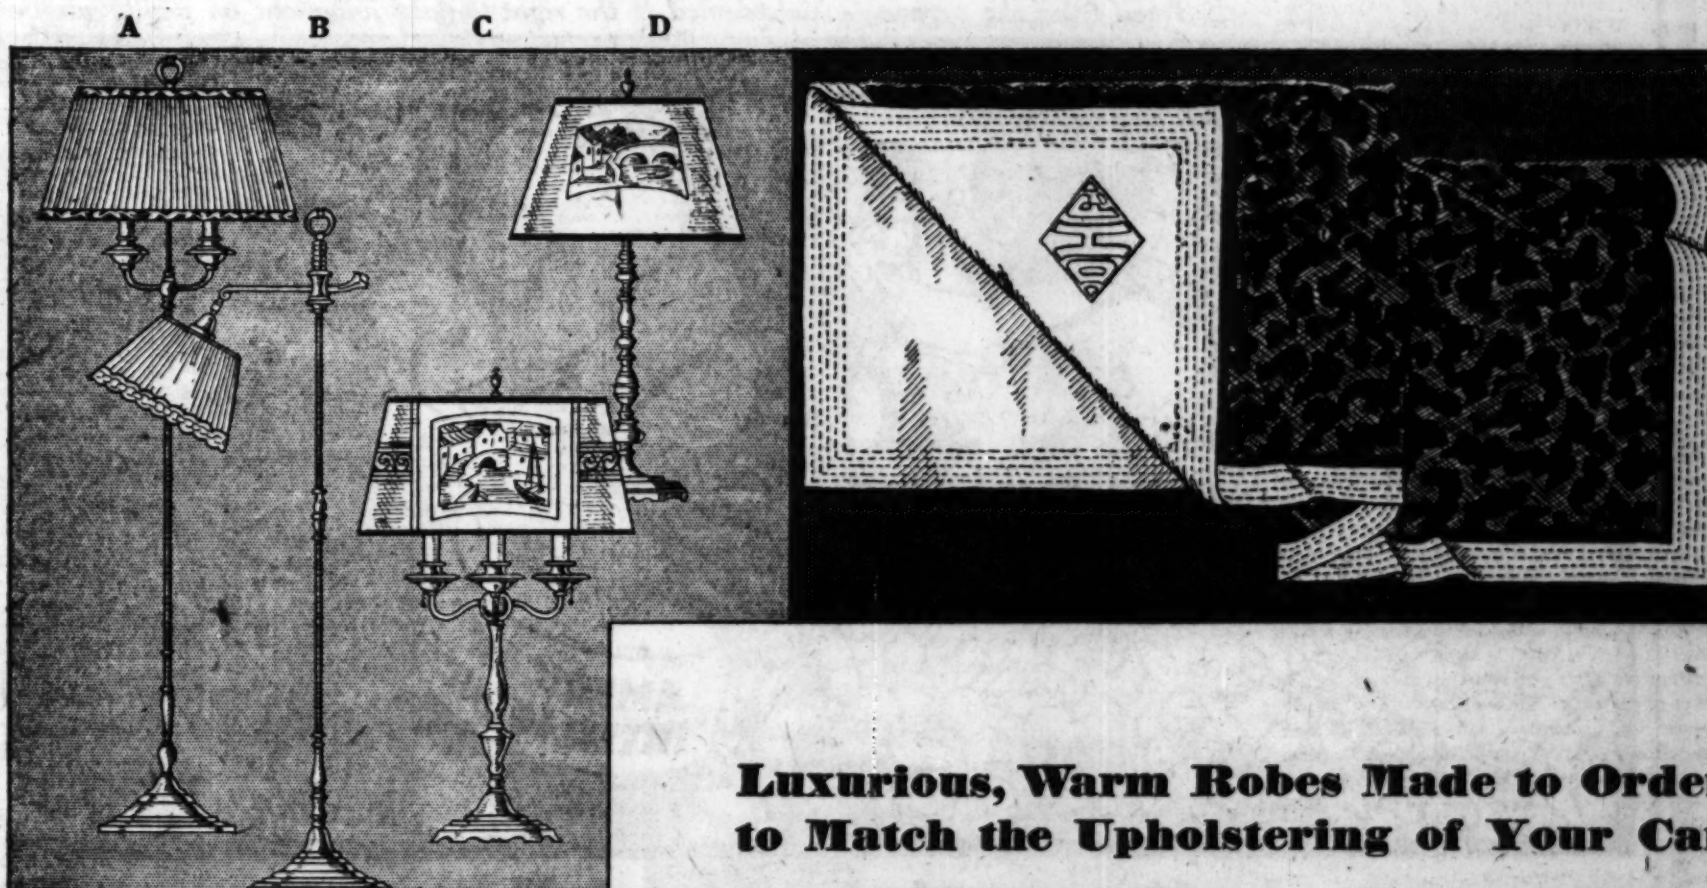 A B C D
Luxurious, Warm Robes Made to Orde
to Match the Upholstering of Your Ca